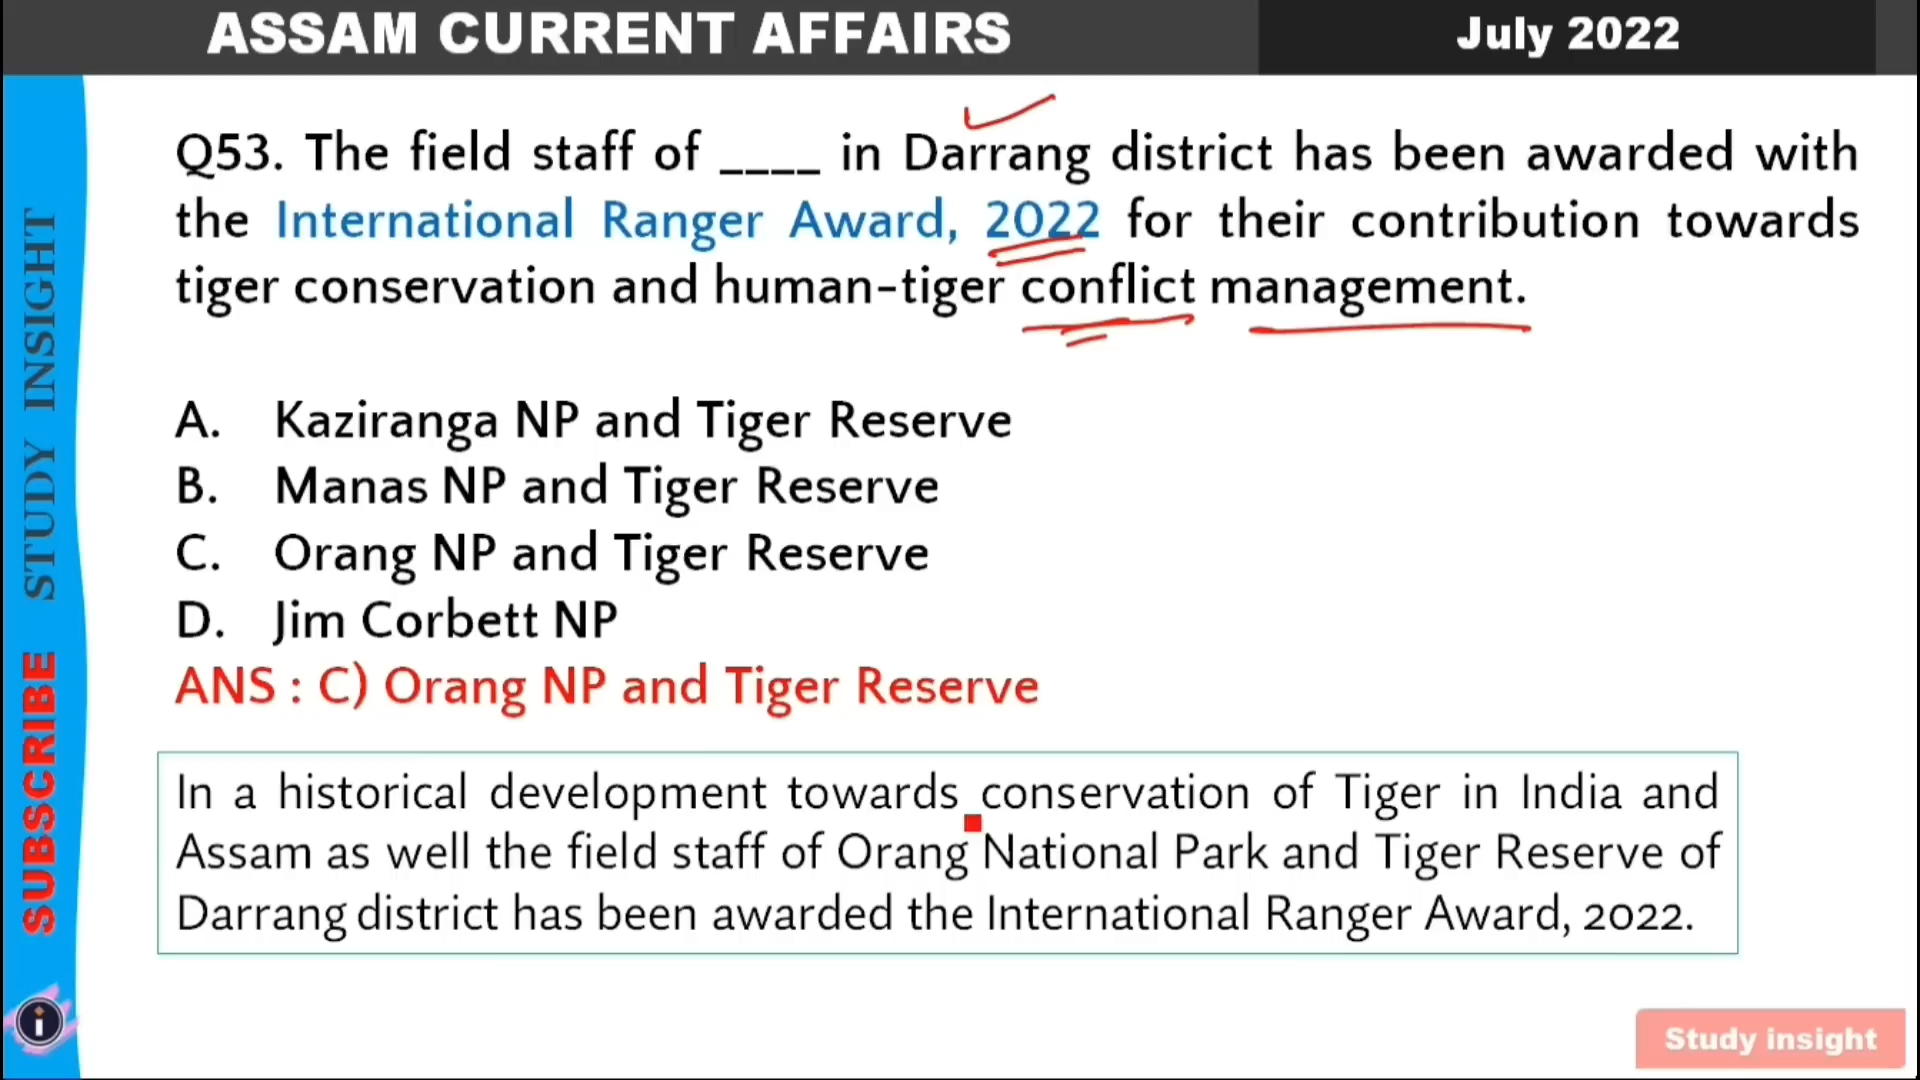 ASSAM CURRENT AFFAIRS
July 2022
Q53. The field staff of ____ in Darrang district has been awarded with
the International Ranger Award, 2022 for their contribution towards
tiger conservation and human-tiger conflict management.
A. Kaziranga NP and Tiger Reserve
B. Manas NP and Tiger Reserve
C. Orang NP and Tiger Reserve
D. Jim Corbett NP
ANS : C) Orang NP and Tiger Reserve
In a historical development towards conservation of Tiger in India and
Assam as well the field staff of Orang National Park and Tiger Reserve of
Darrang district has been awarded the International Ranger Award, 2022.
SUBSCRIBE STUDY INSIGHT
i
Study insight